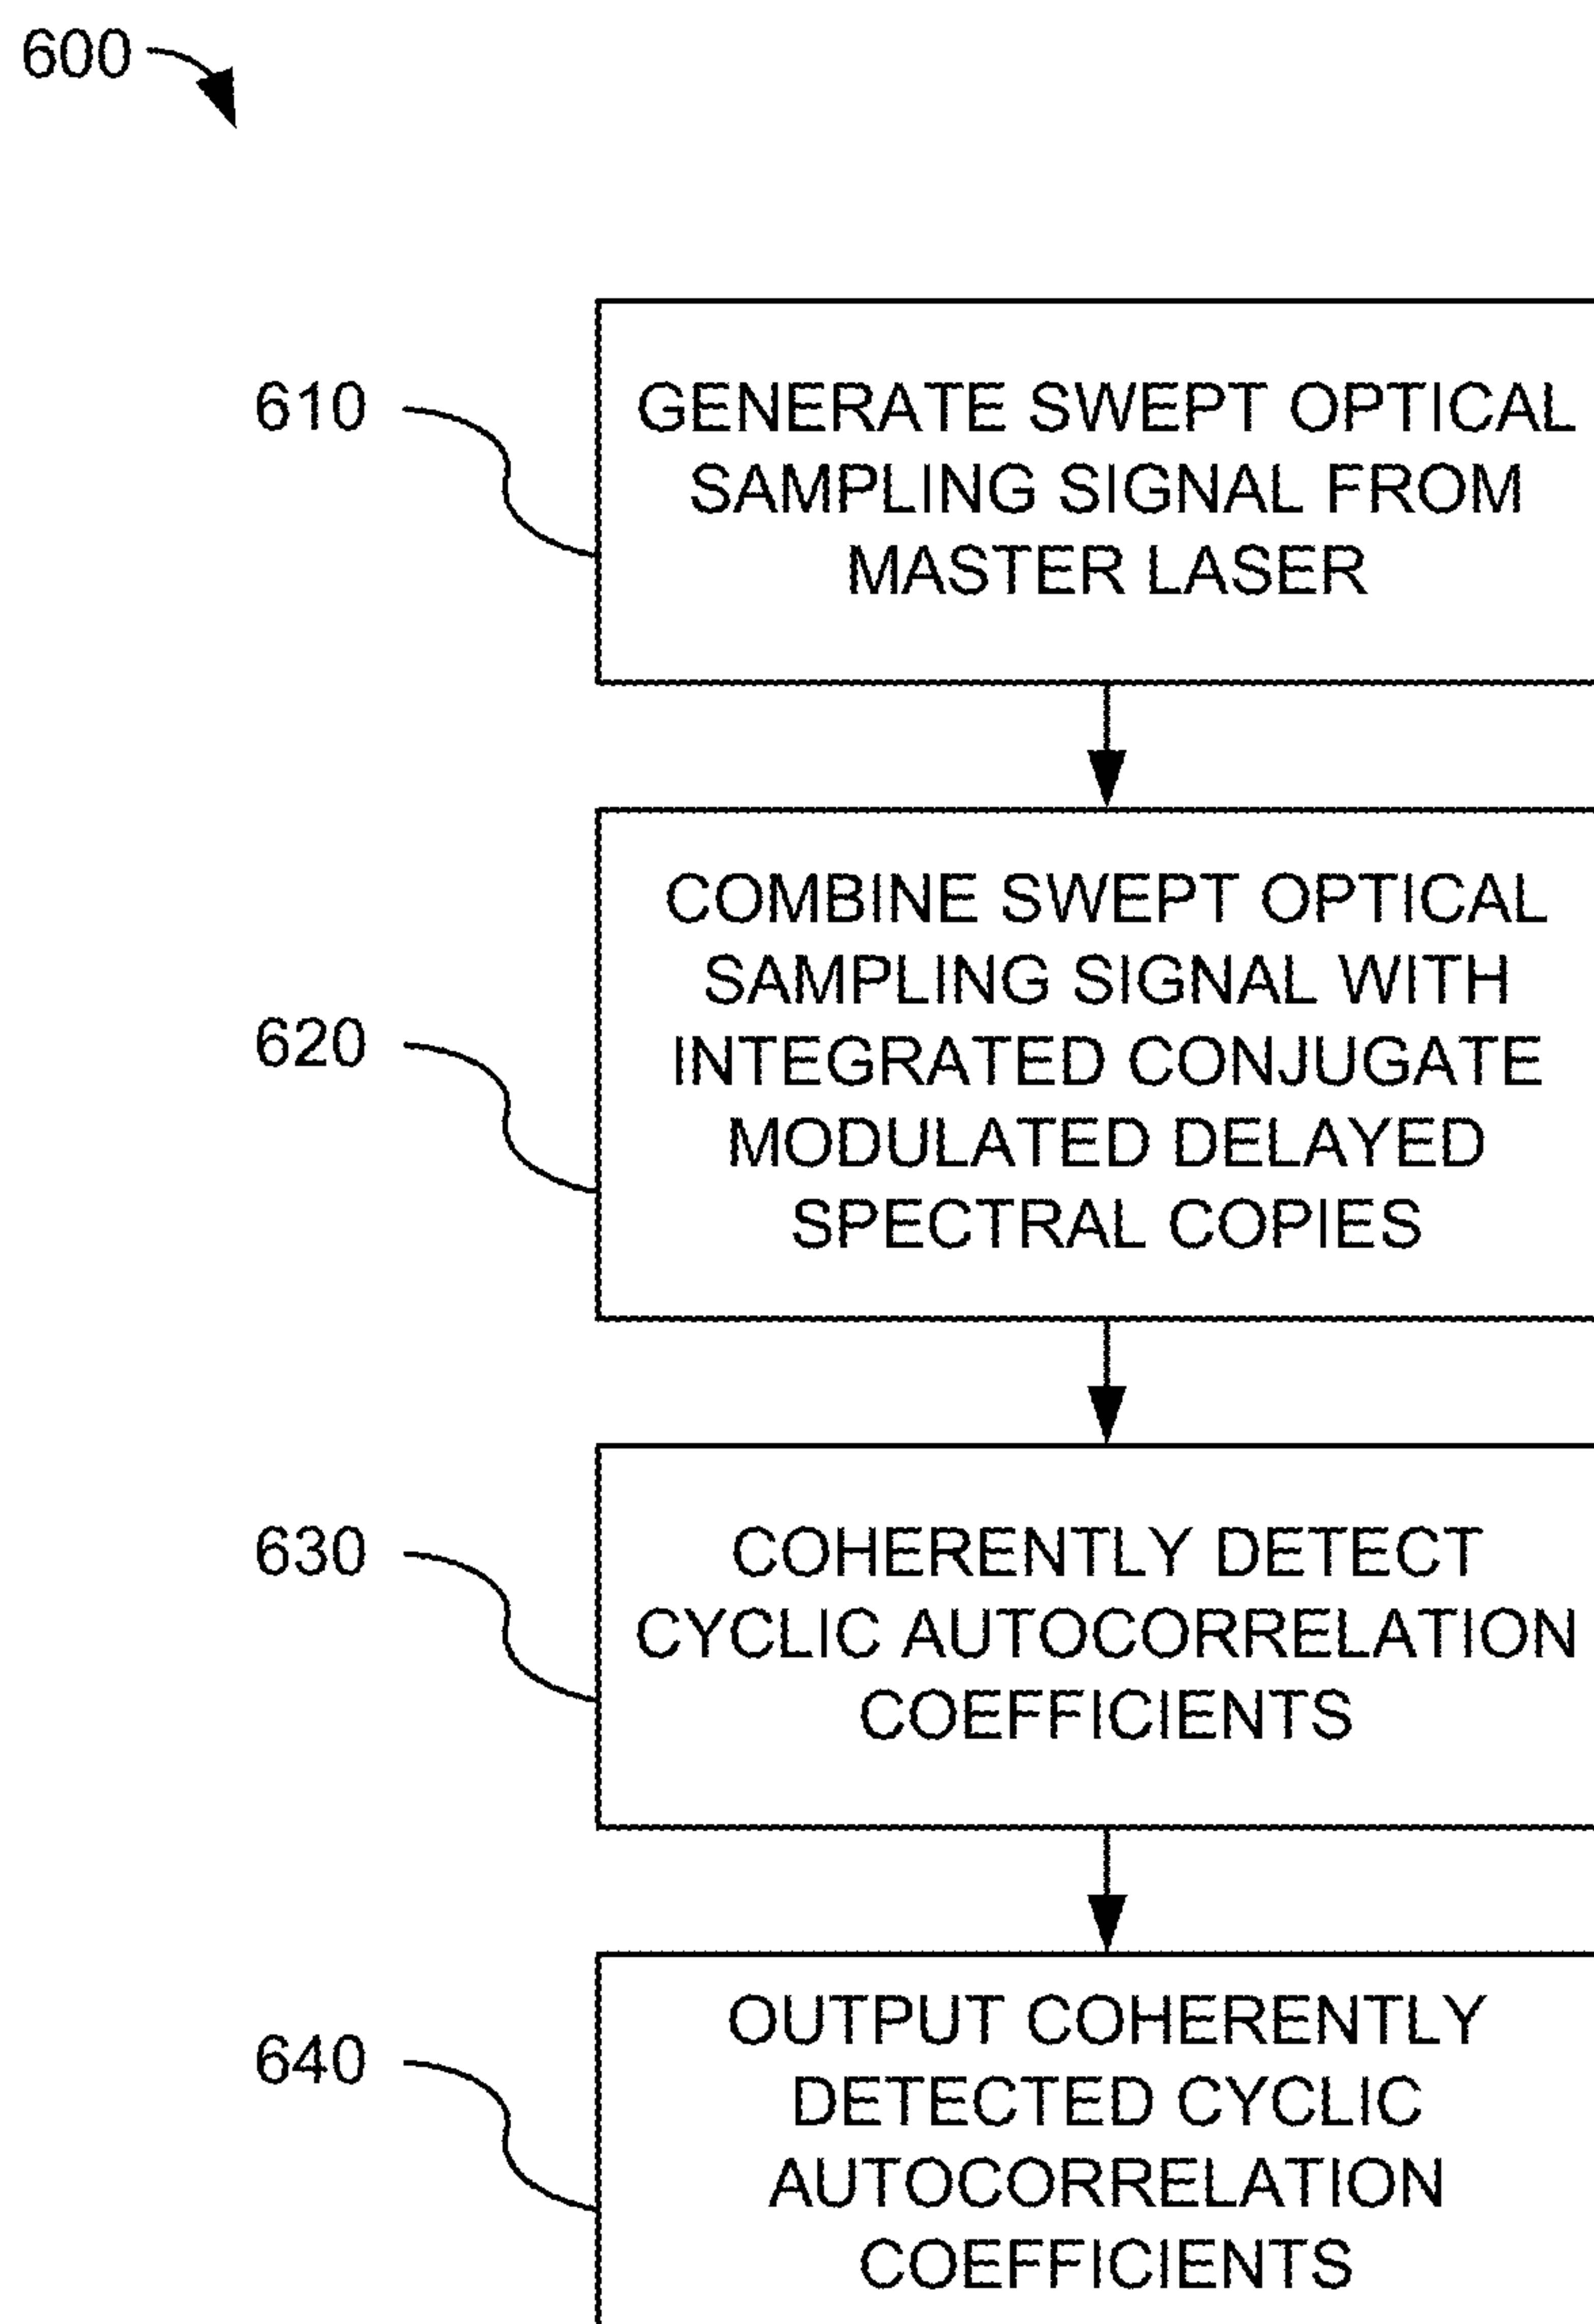 600
610
GENERATE SWEPT OPTICAL
SAMPLING SIGNAL FROM
MASTER LASER
620
COMBINE SWEPT OPTICAL
SAMPLING SIGNAL WITH
INTEGRATED CONJUGATE
MODULATED DELAYED
SPECTRAL COPIES
630
COHERENTLY DETECT
CYCLIC AUTOCORRELATION
COEFFICIENTS
640
OUTPUT COHERENTLY
DETECTED CYCLIC
AUTOCORRELATION
COEFFICIENTS